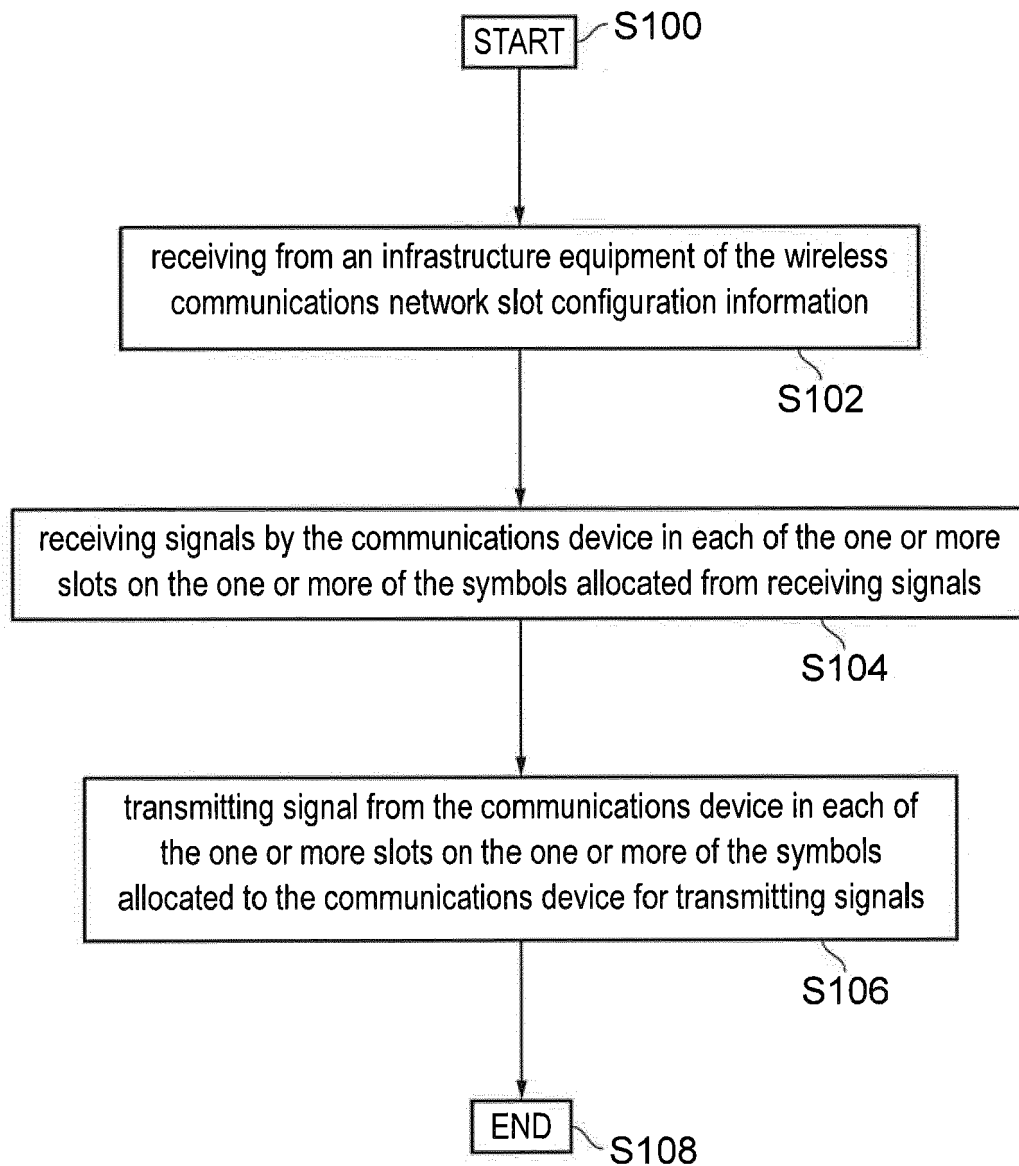 START
S100
receiving from an infrastructure equipment of the wireless
communications network slot configuration information
S102
receiving signals by the communications device in each of the one or more
slots on the one or more of the symbols allocated from receiving signals
S104
transmitting signal from the communications device in each of
the one or more slots on the one or more of the symbols
allocated to the communications device for transmitting signals
S106
END
S108